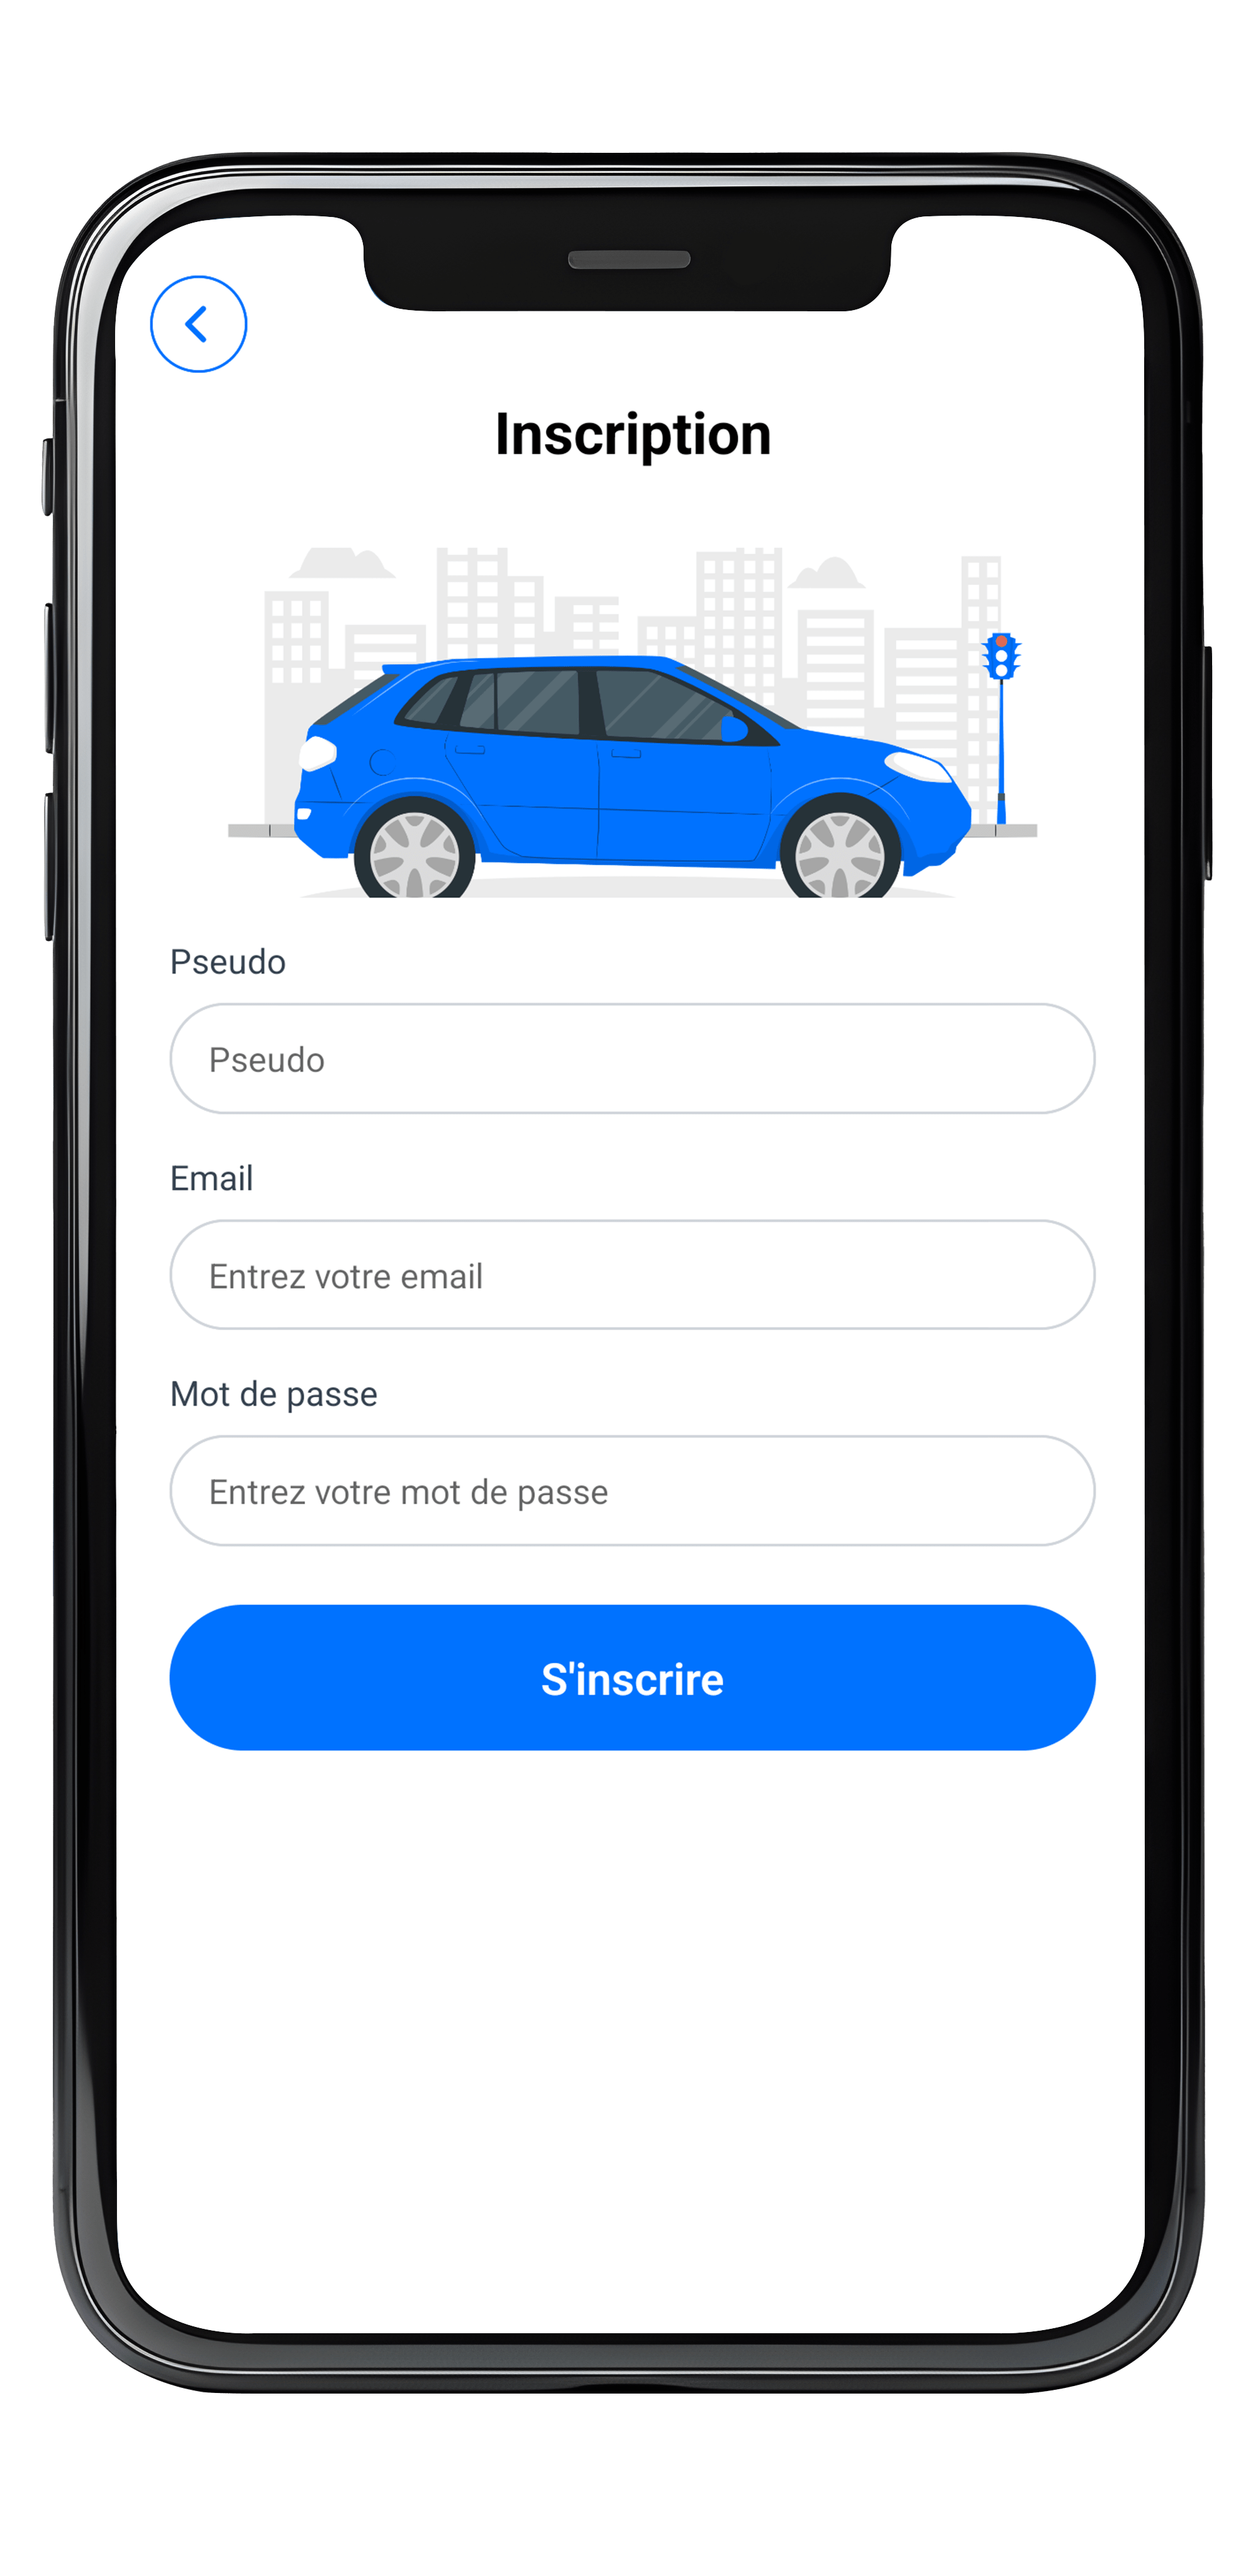 Inscription
Pseudo
Pseudo
Email
Entrez votre email
Mot de passe
Entrez votre mot de passe
S'inscrire